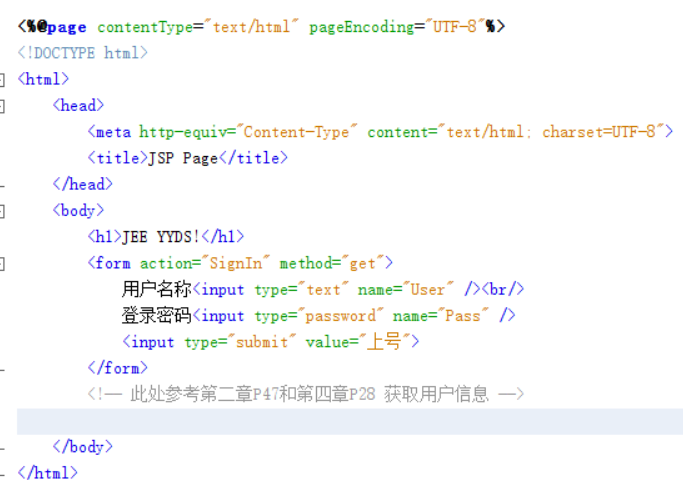 <%@page contentType="text/html" pageEncoding="UTF-8"%>
<!DOCTYPE html>
<html>
<head>
<meta http-equiv="Content-Type" content="text/html; charset=UTF-8">
<title>JSP Page</title>
</head>
<body>
<h1>JEE YYDS!</h1>
<form action="SignIn" method="get">
用户名称<input type="text" name="User" /><br/>
登录密码<input type="password" name="Pass" />
<input type="submit" value="上号">
</form>
<!-- 此处参考第二章P47和第四章P28 获取用户信息 -->
</body>
</html>